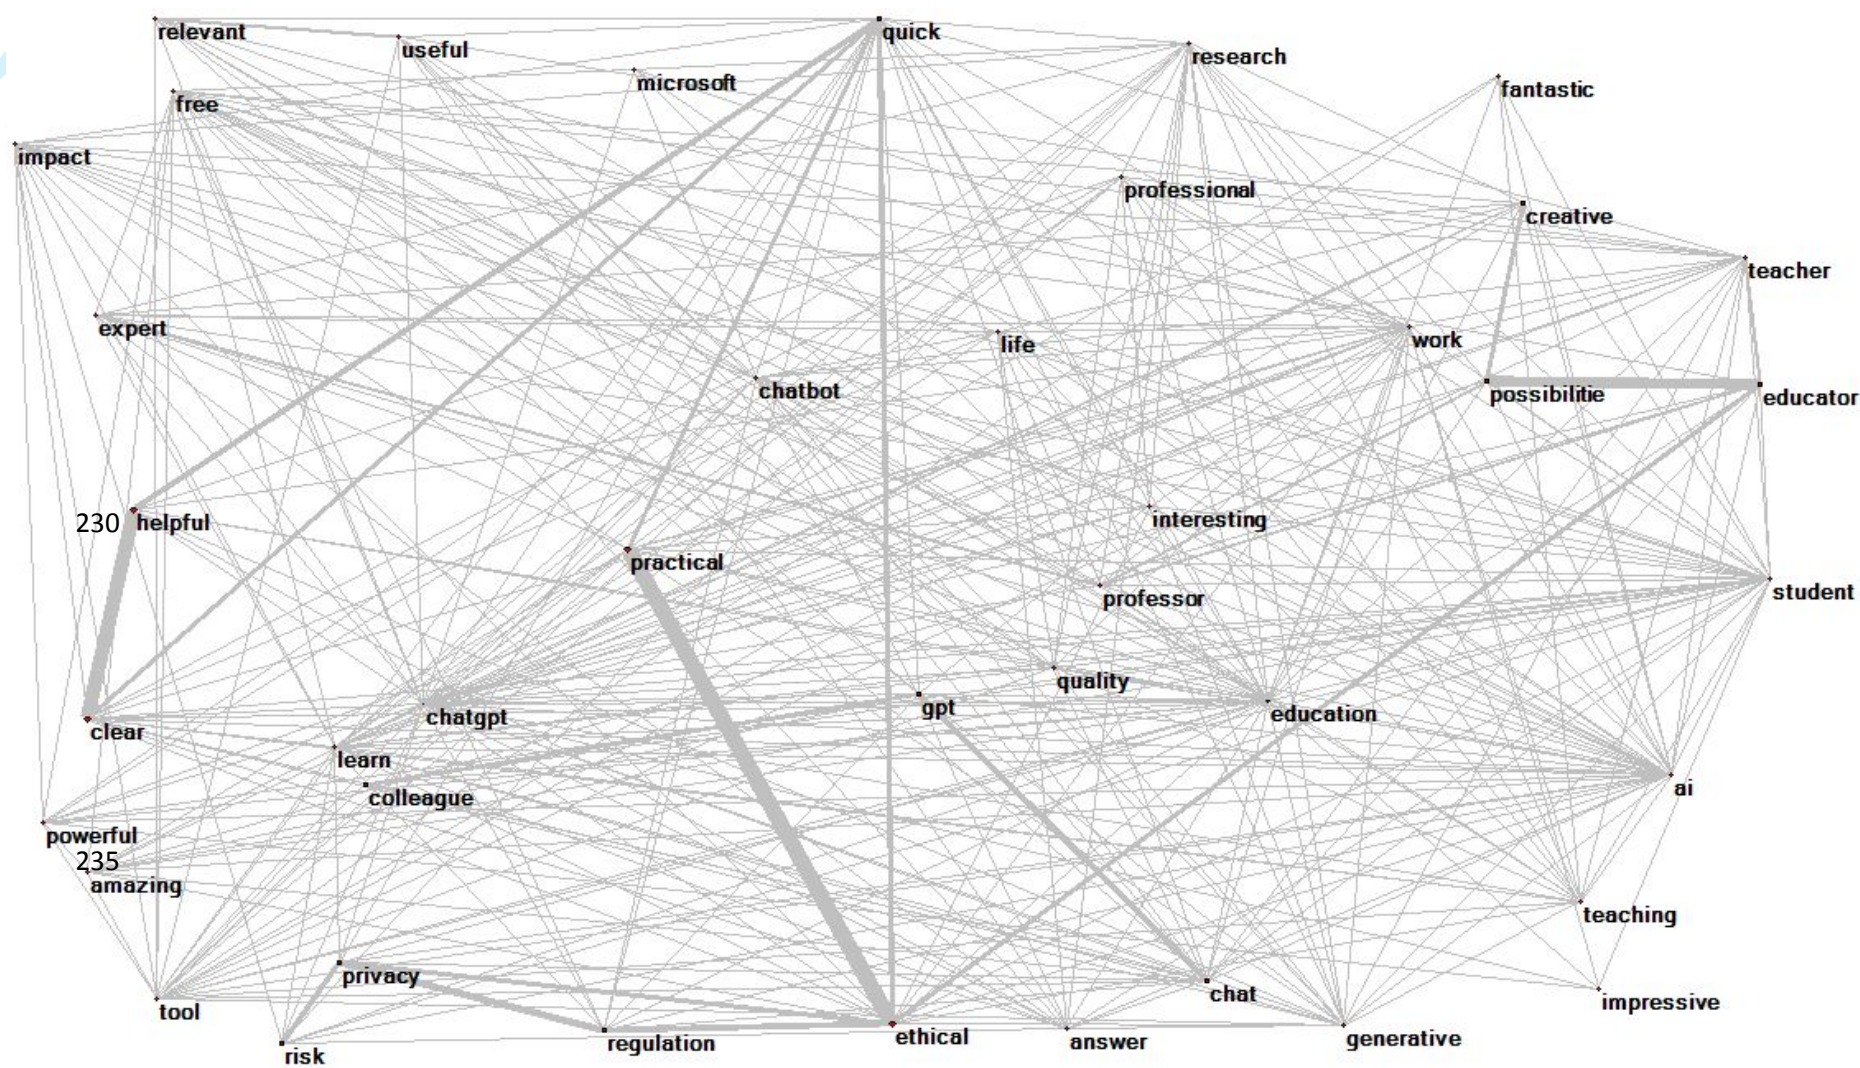 relevant
useful
quick
microsoft
research
fantastic
free
impact
professional
creative
teacher
expert
life
work
chatbot
possibilitie
educator
230
helpful
interesting
practical
professor
student
quality
gpt
education
clear
chatgpt
learn
colleague
ai
powerful
235
amazing
teaching
privacy
chat
impressive
tool
risk
regulation
ethical
answer
generative